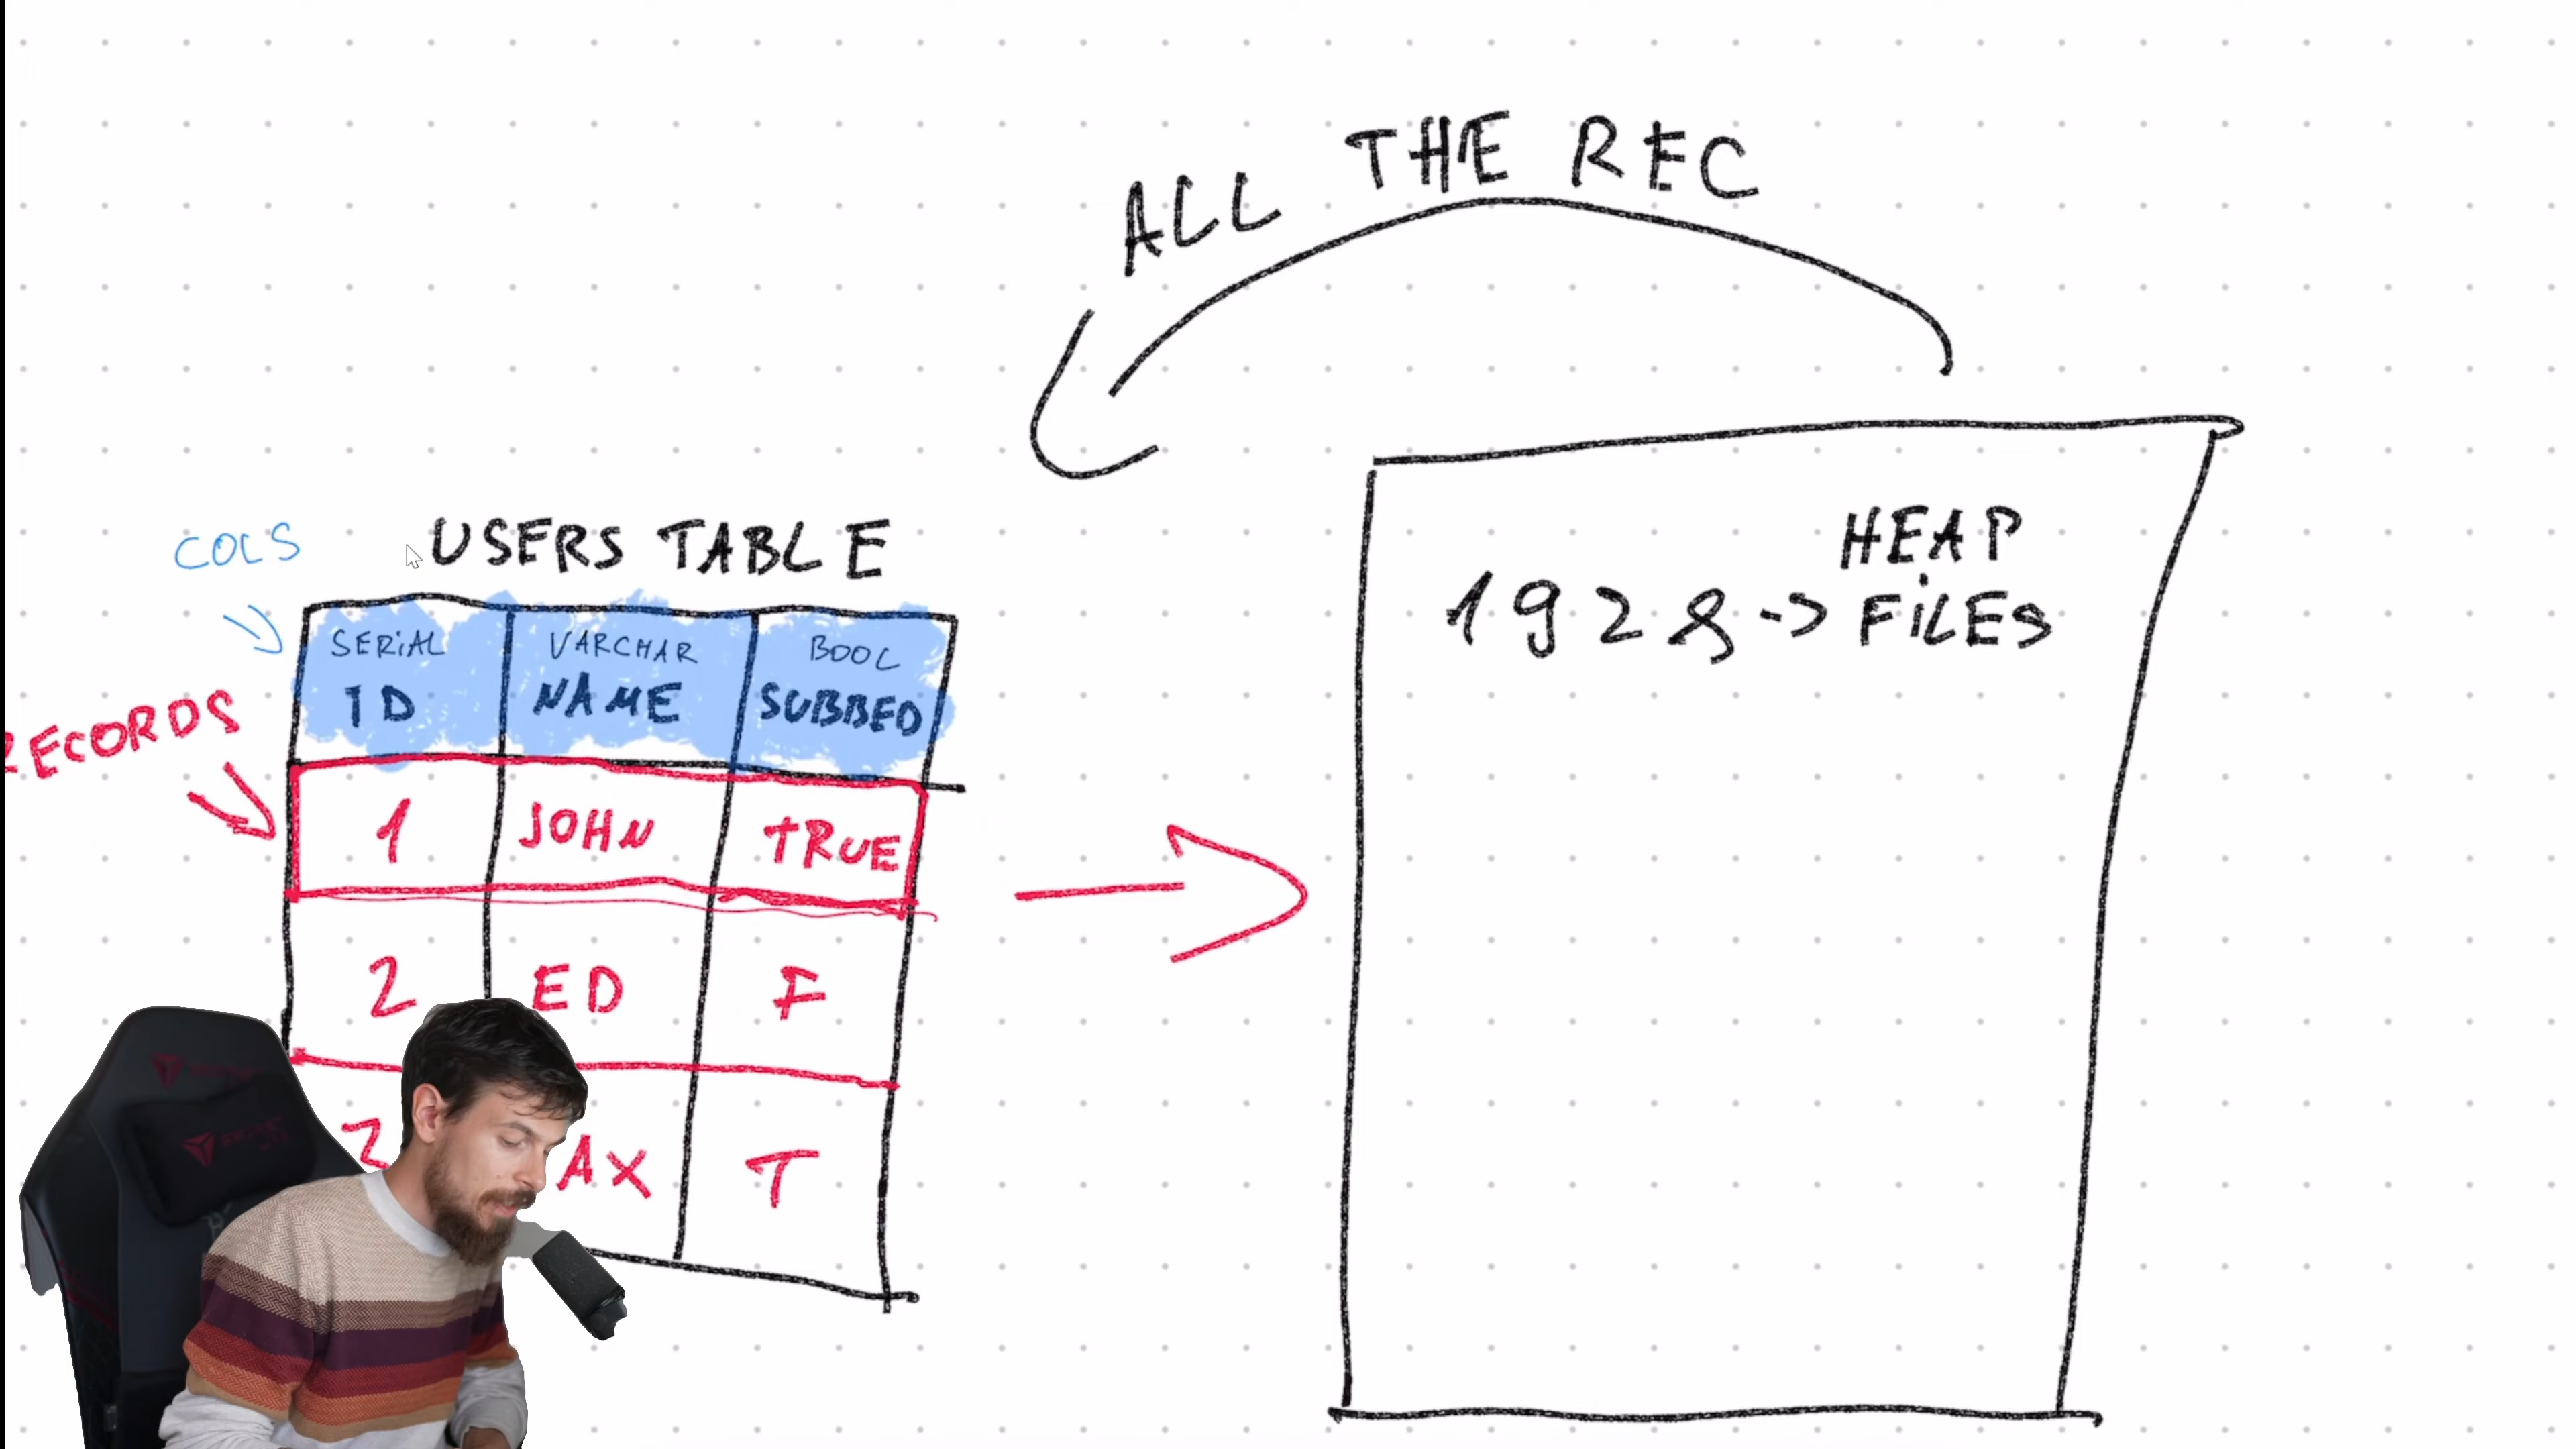 ALL THE REC
COLS
USERS TABLE
SERIAL VARCHAR BOOL
ID NAME SUBBED
RECORDS
1 JOHN TRUE
2 ED F
AX T
HEAP
1928 -> FILES